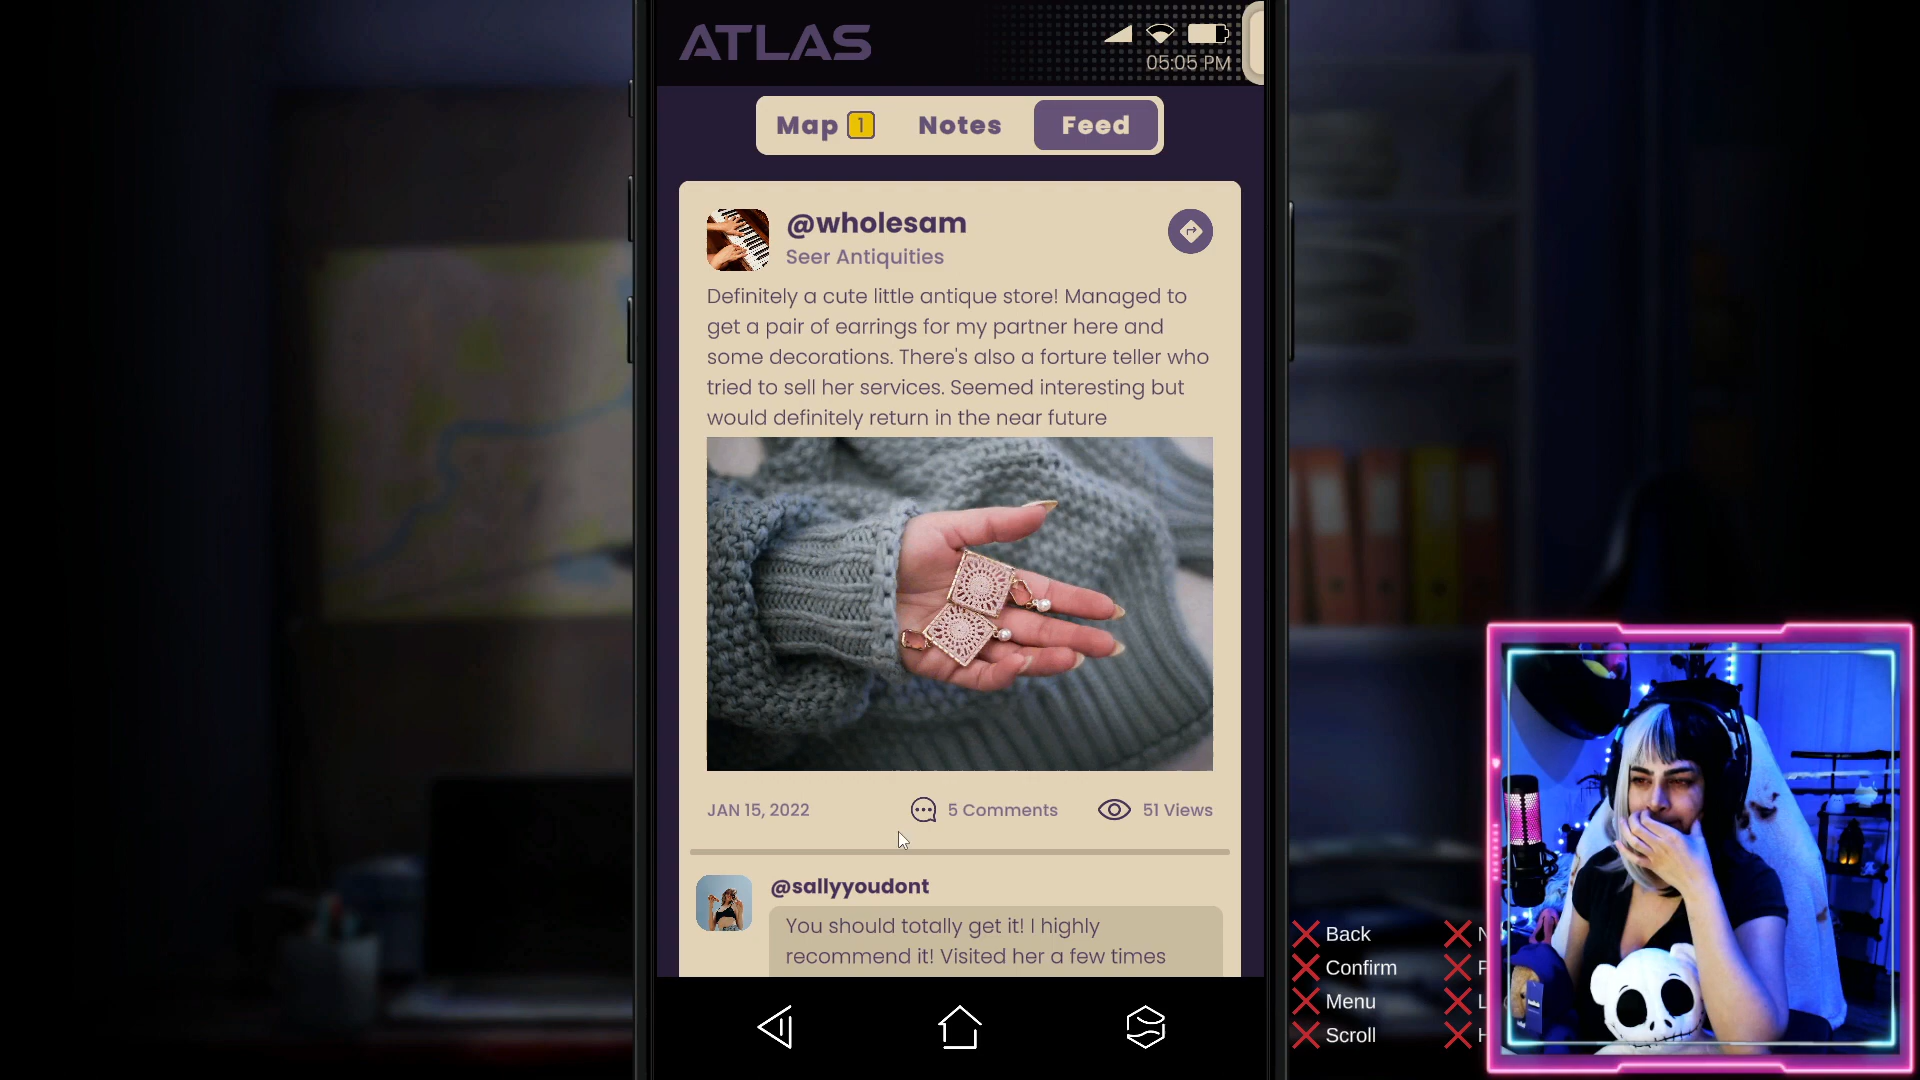 ATLAS
05:05 PM
Map 1
Notes
Feed
@wholesam
Seer Antiquities
Definitely a cute little antique store! Managed to
get a pair of earrings for my partner here and
some decorations. There's also a forture teller who
tried to sell her services. Seemed interesting but
would definitely return in the near future
JAN 15, 2022
5 Comments
51 Views
@sallyyoudont
You should totally get it! I highly
recommend it! Visited her a few times
Back
Confirm
Menu
Scroll